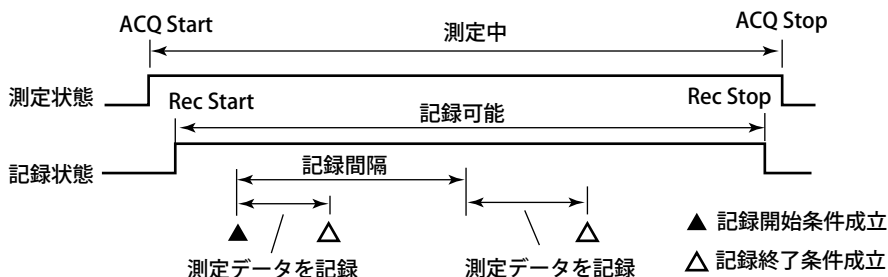 ACQ Start
測定中
ACQ Stop
測定状態
Rec Start
記録可能
Rec Stop
記録状態
記録間隔
▲ 記録開始条件成立
測定データを記録
測定データを記録
△ 記録終了条件成立